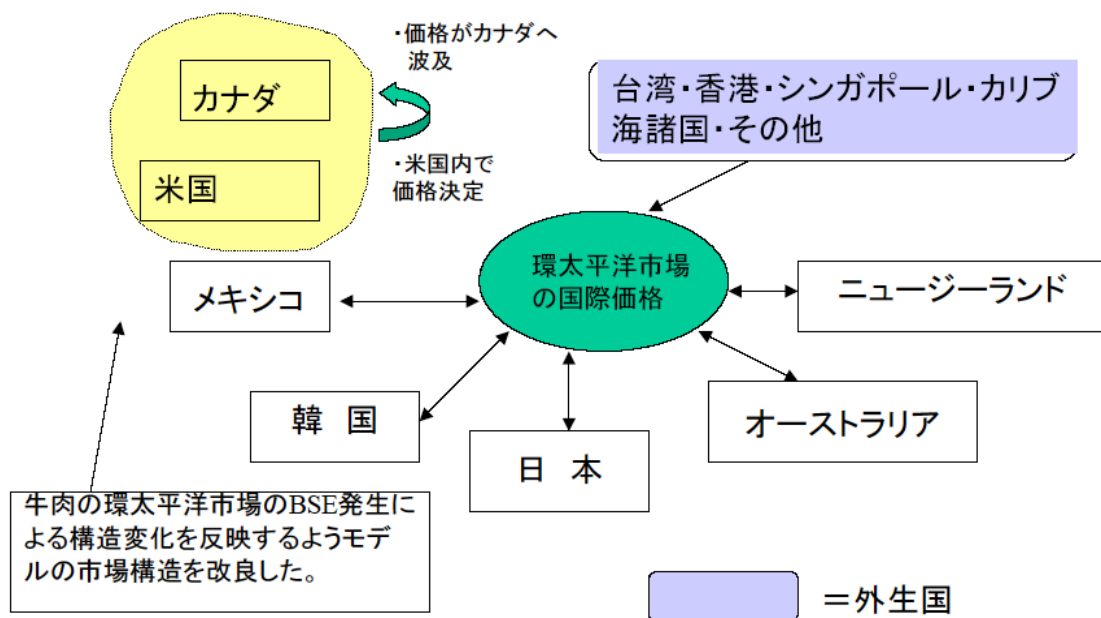 ・価格がカナダへ
波及
カナダ
米国
・米国内で
価格決定
台湾・香港・シンガポール・カリブ
海諸国・その他
環太平洋市場
の国際価格
メキシコ
ニュージーランド
韓 国
日 本
オーストラリア
牛肉の環太平洋市場のBSE発生に
よる構造変化を反映するようモデ
ルの市場構造を改良した。
＝外生国